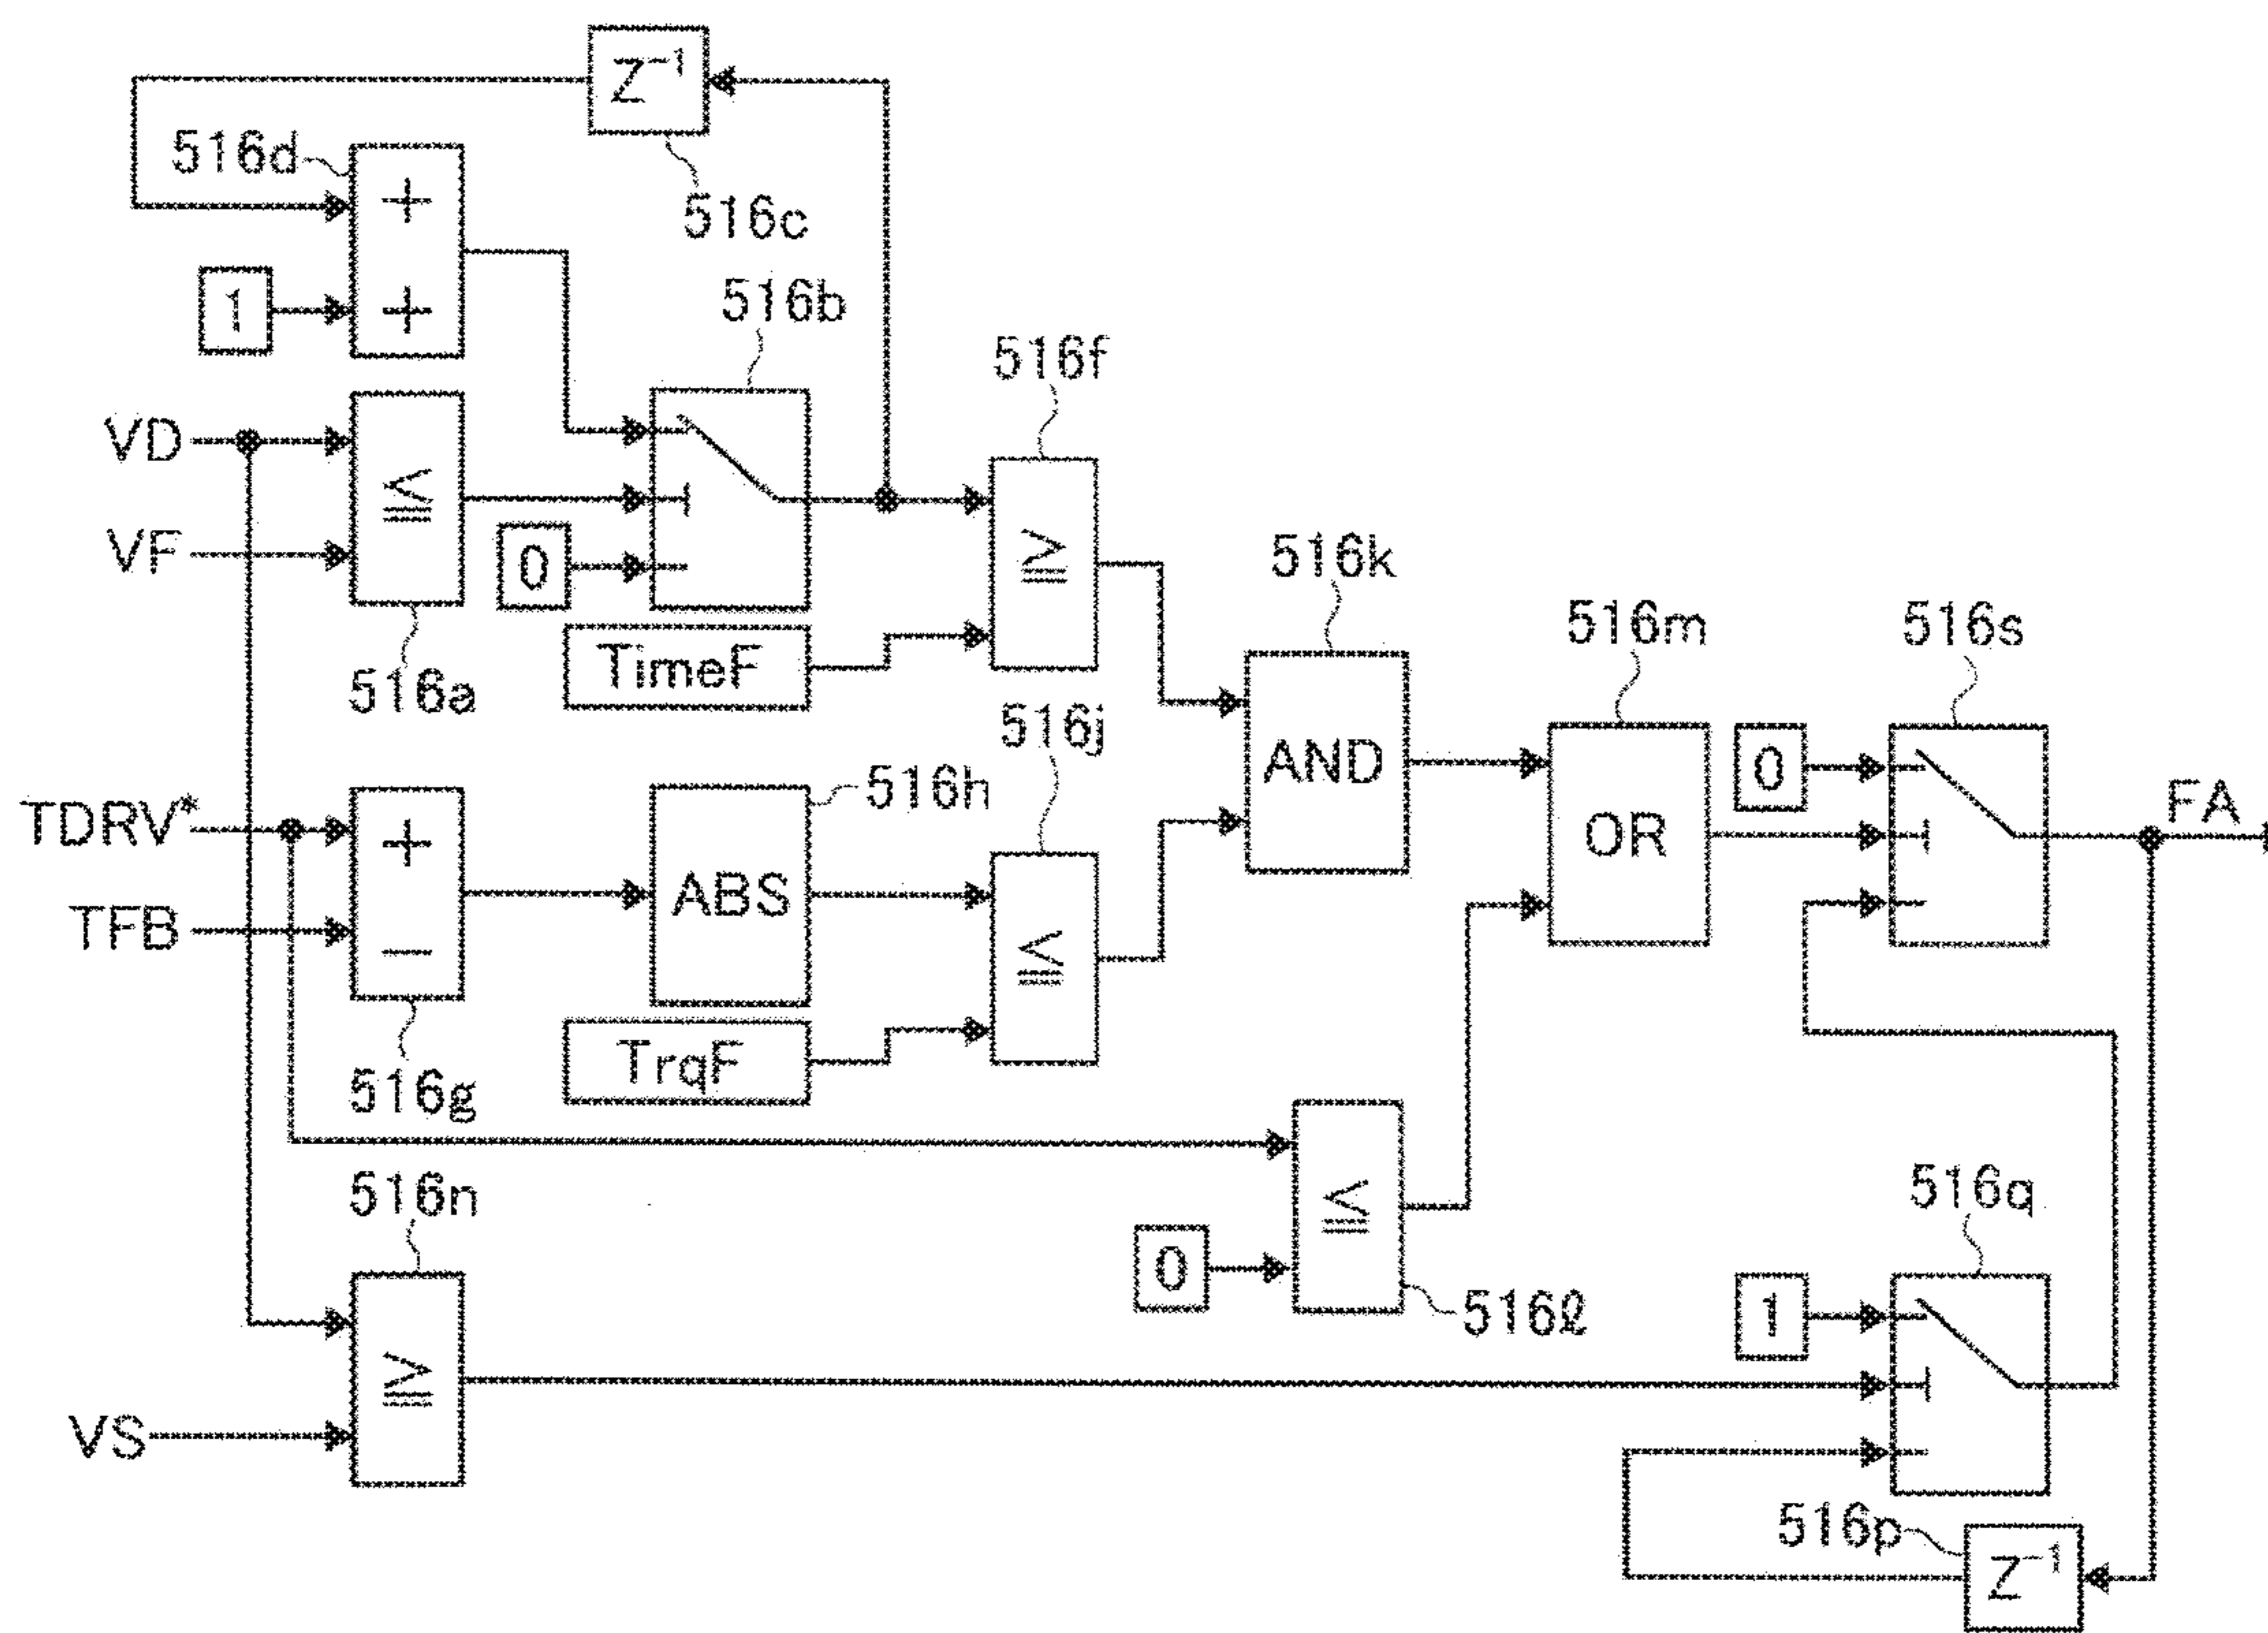 Z⁻¹
516d
+
516c
1
+
516b
516f
VD
≦
VF
0
≧
516k
TimeF
516m
516s
516a
516j
AND
0
516h
TDRV*
+
OR
FA
TFB
ABS
−
≦
TrqF
516g
516n
≦
516q
0
516ℓ
1
≧
VS
516p
Z⁻¹